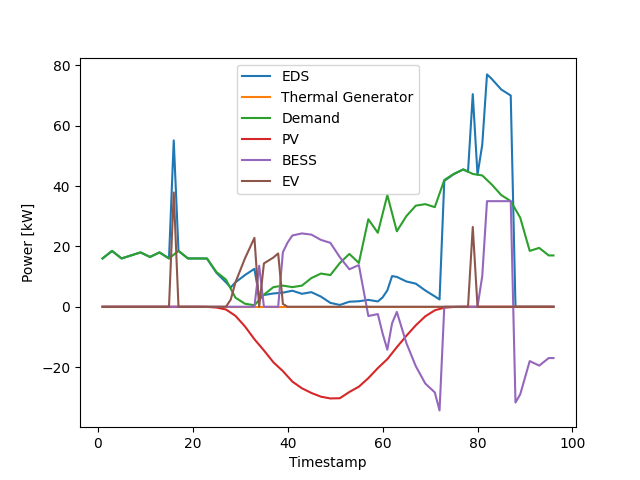 80
60
40
20
0
−20
Power [kW]
EDS
Thermal Generator
Demand
PV
BESS
EV
0 20 40 60 80 100
Timestamp